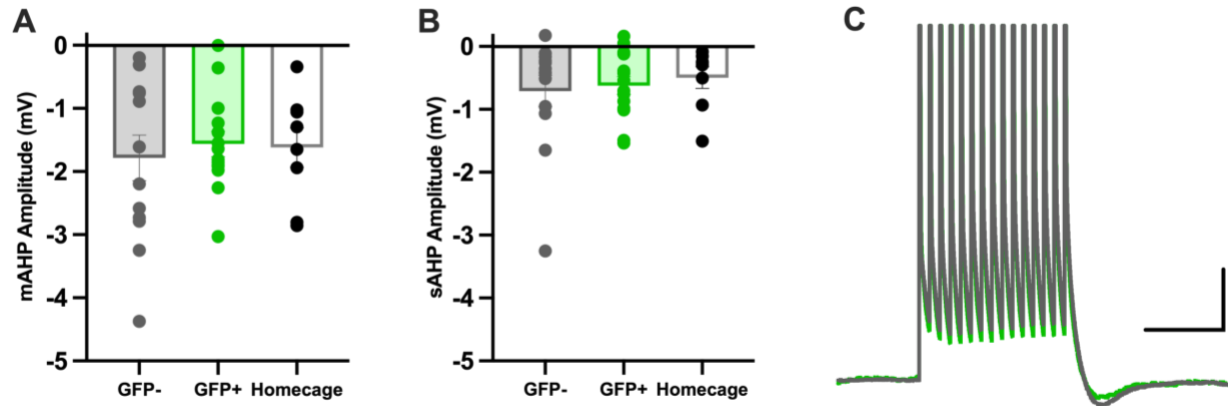 A
mAHP Amplitude (mV)
0
-1
-2
-3
-4
-5
GFP- GFP+ Homecage
B
sAHP Amplitude (mV)
0
-1
-2
-3
-4
-5
GFP- GFP+ Homecage
C